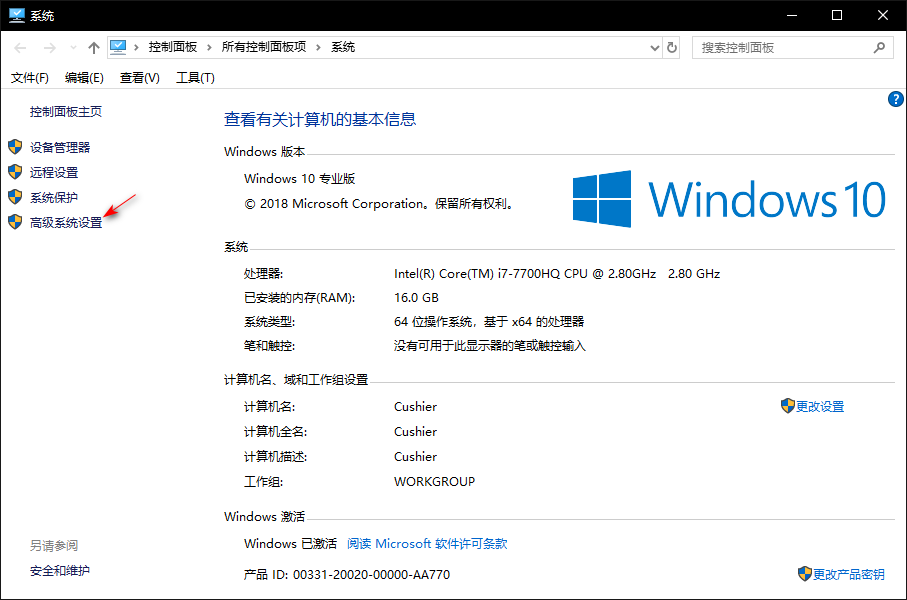 系统
控制面板 › 所有控制面板项 › 系统
搜索控制面板
文件(F) 编辑(E) 查看(V) 工具(T)
?
控制面板主页
设备管理器
远程设置
系统保护
高级系统设置
查看有关计算机的基本信息
Windows 版本
Windows 10 专业版
© 2018 Microsoft Corporation。保留所有权利。
Windows 10
系统
处理器: Intel(R) Core(TM) i7-7700HQ CPU @ 2.80GHz 2.80 GHz
已安装的内存(RAM): 16.0 GB
系统类型: 64 位操作系统，基于 x64 的处理器
笔和触控: 没有可用于此显示器的笔或触控输入
计算机名、域和工作组设置
计算机名: Cushier 更改设置
计算机全名: Cushier
计算机描述: Cushier
工作组: WORKGROUP
Windows 激活
Windows 已激活 阅读 Microsoft 软件许可条款
产品 ID: 00331-20020-00000-AA770 更改产品密钥
另请参阅
安全和维护